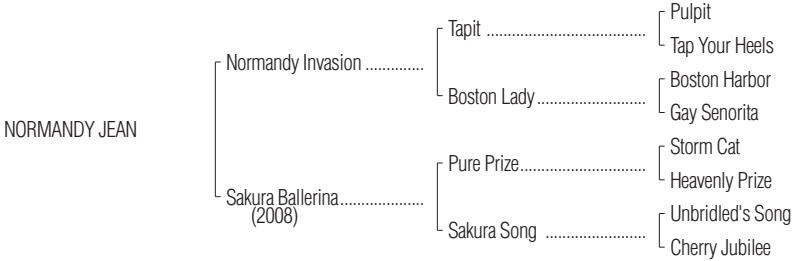 Pulpit
Tapit ......................................
Tap Your Heels
Normandy Invasion ..............
Boston Harbor
Boston Lady..........................
Gay Senorita
NORMANDY JEAN
Storm Cat
Pure Prize..............................
Heavenly Prize
Sakura Ballerina....................
(2008)
Unbridled's Song
Sakura Song ........................
Cherry Jubilee